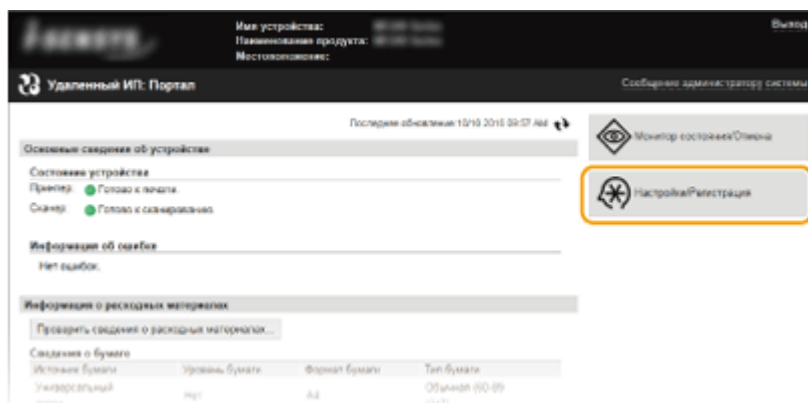 Имя устройства:
Выход
Наименование продукта:
Местоположение:
Удаленный ИП: Портал
Сообщение администратору системы
Последнее обновление: 10/10 2016 09:57 AM
Монитор состояния/Отмена
Основные сведения об устройстве
Состояние устройства
Принтер: Готово к печати.
Сканер: Готово к сканированию.
Настройки/Регистрация
Информация об ошибке
Нет ошибок.
Информация о расходных материалах
Проверить сведения о расходных материалах...
Сведения о бумаге
Источник бумаги Уровень бумаги Формат бумаги Тип бумаги
Универсальный Нет A4 Обычная (60-89